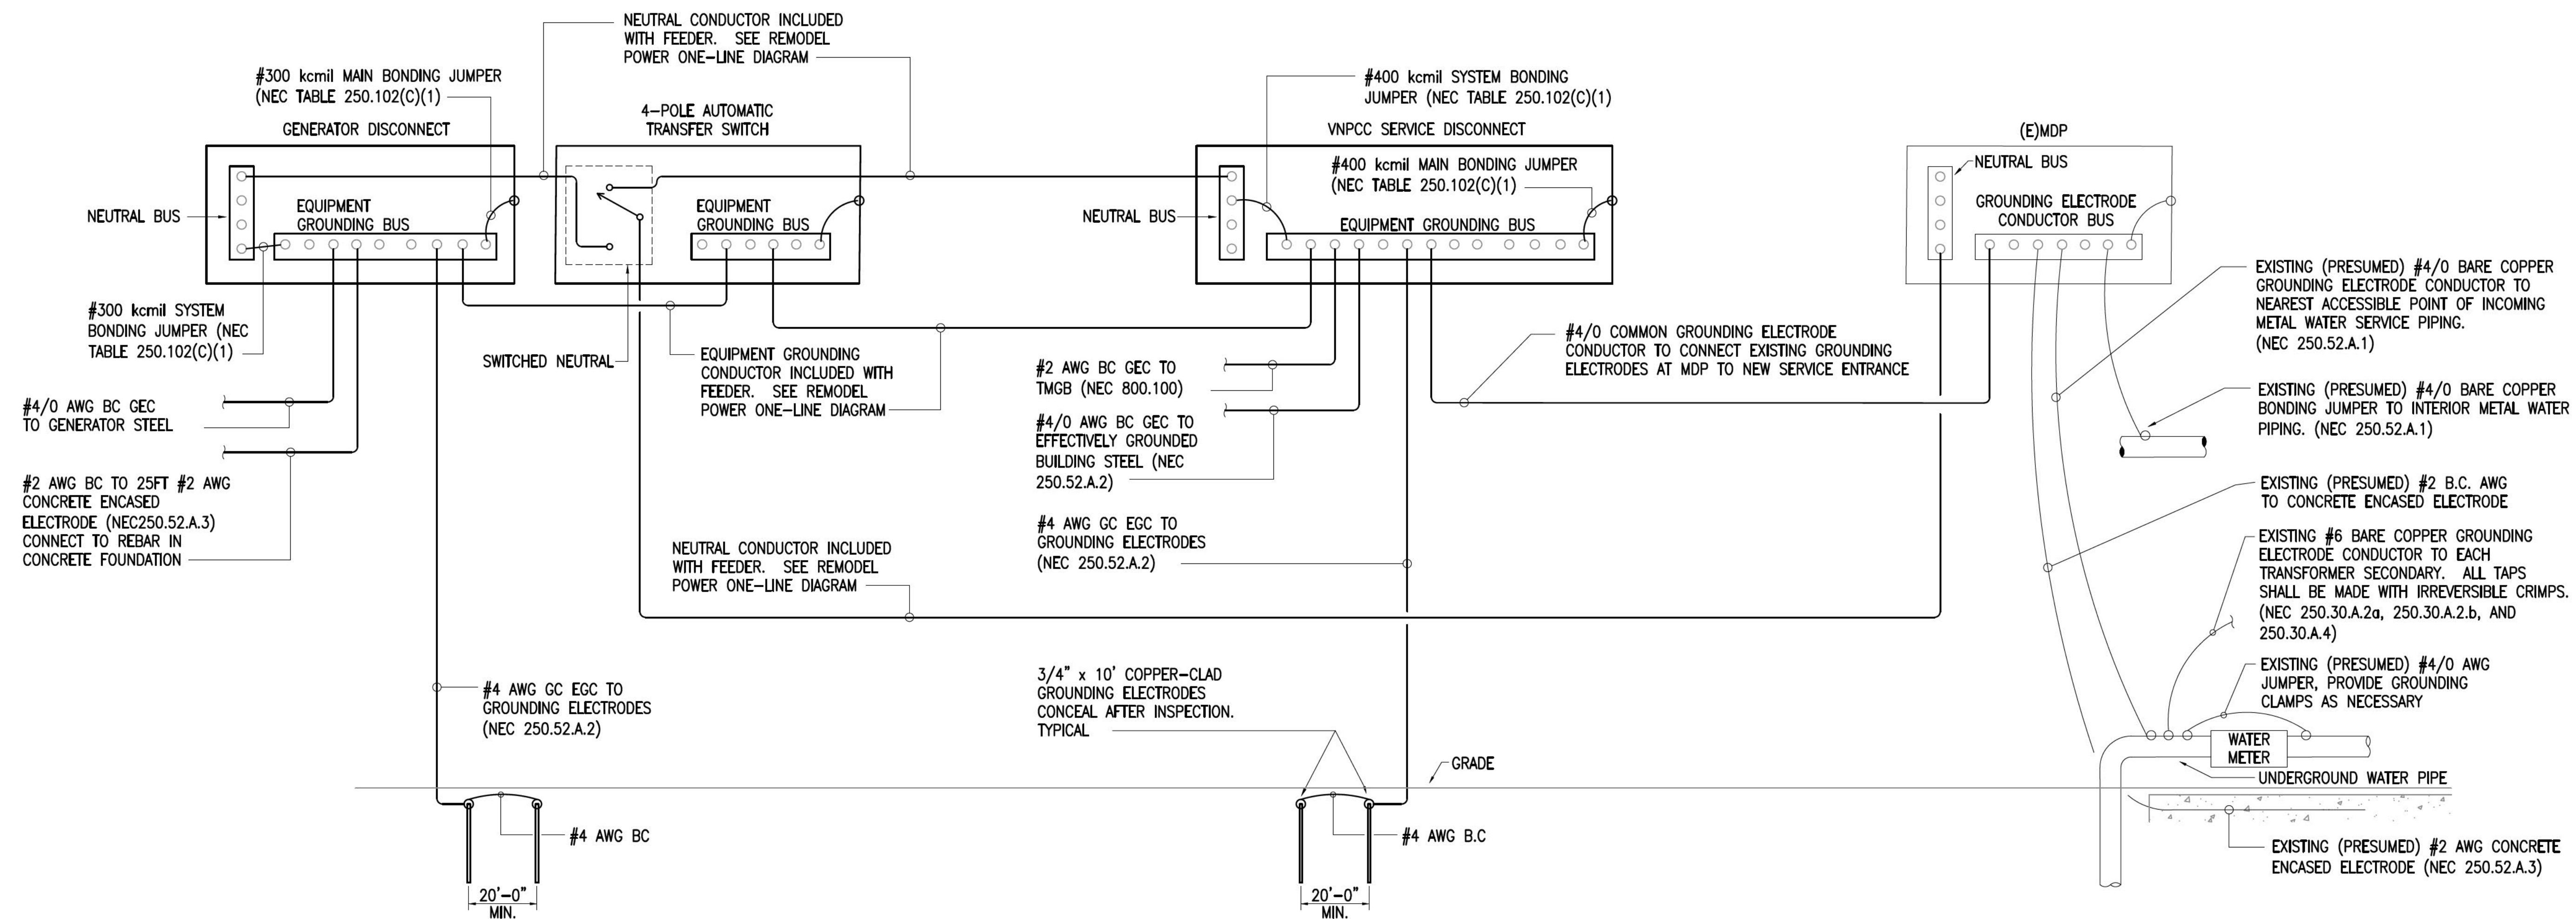 NEUTRAL CONDUCTOR INCLUDED
WITH FEEDER. SEE REMODEL
POWER ONE-LINE DIAGRAM
#300 kcmil MAIN BONDING JUMPER
(NEC TABLE 250.102(C)(1)
GENERATOR DISCONNECT
4-POLE AUTOMATIC
TRANSFER SWITCH
#400 kcmil SYSTEM BONDING
JUMPER (NEC TABLE 250.102(C)(1)
VNPCC SERVICE DISCONNECT
(E)MDP
NEUTRAL BUS
EQUIPMENT
GROUNDING BUS
EQUIPMENT
GROUNDING BUS
NEUTRAL BUS
#400 kcmil MAIN BONDING JUMPER
(NEC TABLE 250.102(C)(1)
EQUIPMENT GROUNDING BUS
NEUTRAL BUS
GROUNDING ELECTRODE
CONDUCTOR BUS
#300 kcmil SYSTEM
BONDING JUMPER (NEC
TABLE 250.102(C)(1)
SWITCHED NEUTRAL
EQUIPMENT GROUNDING
CONDUCTOR INCLUDED WITH
FEEDER. SEE REMODEL
POWER ONE-LINE DIAGRAM
#2 AWG BC GEC TO
TMGB (NEC 800.100)
#4/0 AWG BC GEC TO
EFFECTIVELY GROUNDED
BUILDING STEEL (NEC
250.52.A.2)
#4 AWG GC EGC TO
GROUNDING ELECTRODES
(NEC 250.52.A.2)
#4/0 COMMON GROUNDING ELECTRODE
CONDUCTOR TO CONNECT EXISTING GROUNDING
ELECTRODES AT MDP TO NEW SERVICE ENTRANCE
EXISTING (PRESUMED) #4/0 BARE COPPER
GROUNDING ELECTRODE CONDUCTOR TO
NEAREST ACCESSIBLE POINT OF INCOMING
METAL WATER SERVICE PIPING.
(NEC 250.52.A.1)
EXISTING (PRESUMED) #4/0 BARE COPPER
BONDING JUMPER TO INTERIOR METAL WATER
PIPING. (NEC 250.52.A.1)
#4/0 AWG BC GEC
TO GENERATOR STEEL
#2 AWG BC TO 25FT #2 AWG
CONCRETE ENCASED
ELECTRODE (NEC250.52.A.3)
CONNECT TO REBAR IN
CONCRETE FOUNDATION
NEUTRAL CONDUCTOR INCLUDED
WITH FEEDER. SEE REMODEL
POWER ONE-LINE DIAGRAM
EXISTING (PRESUMED) #2 B.C. AWG
TO CONCRETE ENCASED ELECTRODE
EXISTING #6 BARE COPPER GROUNDING
ELECTRODE CONDUCTOR TO EACH
TRANSFORMER SECONDARY. ALL TAPS
SHALL BE MADE WITH IRREVERSIBLE CRIMPS.
(NEC 250.30.A.2a, 250.30.A.2.b, AND
250.30.A.4)
EXISTING (PRESUMED) #4/0 AWG
JUMPER, PROVIDE GROUNDING
CLAMPS AS NECESSARY
#4 AWG GC EGC TO
GROUNDING ELECTRODES
(NEC 250.52.A.2)
3/4" x 10' COPPER-CLAD
GROUNDING ELECTRODES
CONCEAL AFTER INSPECTION.
TYPICAL
GRADE
WATER
METER
UNDERGROUND WATER PIPE
#4 AWG BC
#4 AWG B.C
EXISTING (PRESUMED) #2 AWG CONCRETE
ENCASED ELECTRODE (NEC 250.52.A.3)
20'-0"
MIN.
20'-0"
MIN.